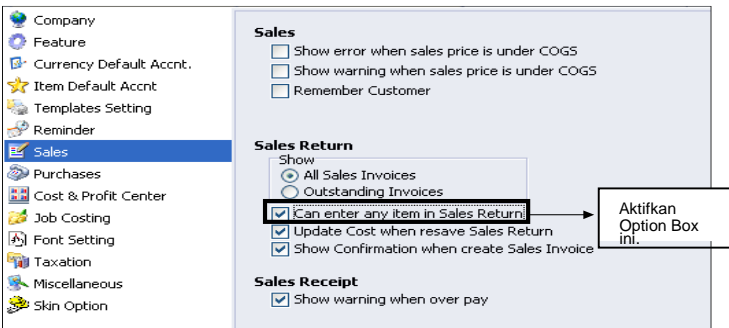 Company
Feature
Currency Default Accnt.
Item Default Accnt
Templates Setting
Reminder
Sales
Purchases
Cost & Profit Center
Job Costing
Font Setting
Taxation
Miscellaneous
Skin Option
Sales
Show error when sales price is under COGS
Show warning when sales price is under COGS
Remember Customer
Sales Return
Show
All Sales Invoices
Outstanding Invoices
Can enter any item in Sales Return
Update Cost when resave Sales Return
Show Confirmation when create Sales Invoice
Sales Receipt
Show warning when over pay
Aktifkan
Option Box
ini.